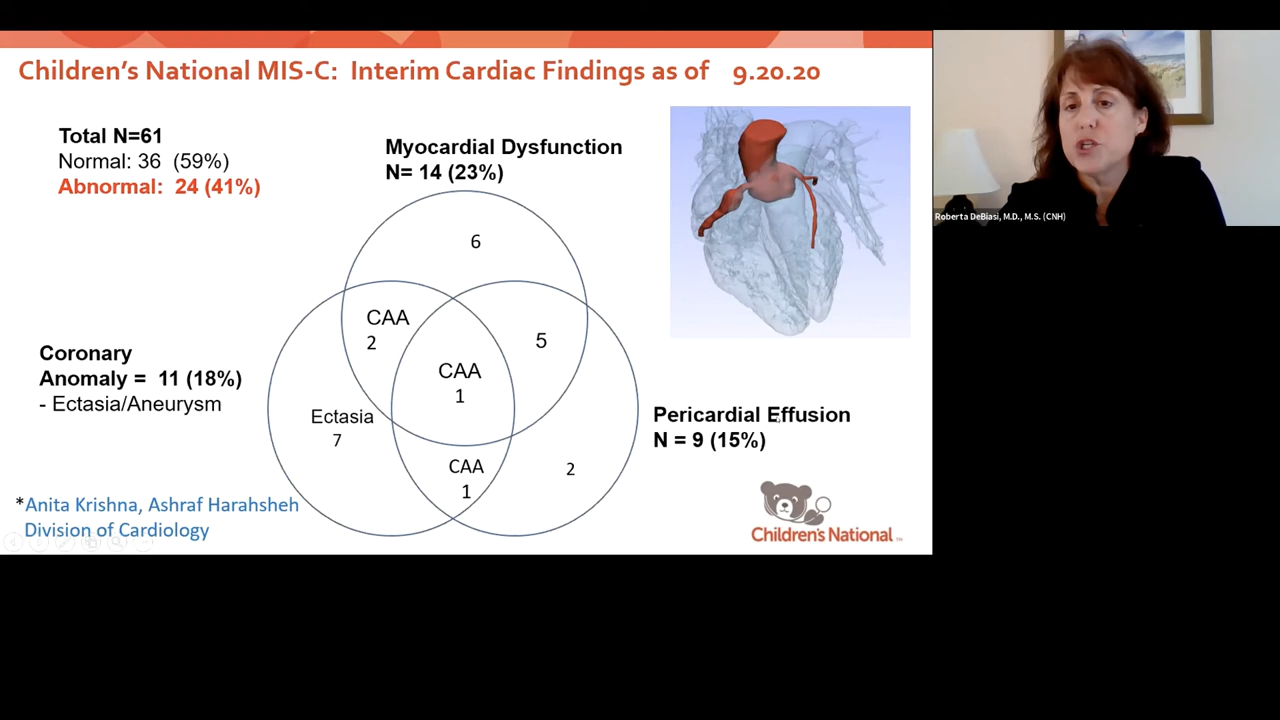 Children's National MIS-C: Interim Cardiac Findings as of 9.20.20
Total N=61
Normal: 36 (59%)
Abnormal: 24 (41%)
Myocardial Dysfunction
N= 14 (23%)
6
CAA
2
5
CAA
1
Coronary
Anomaly = 11 (18%)
- Ectasia/Aneurysm
Ectasia
7
Pericardial Effusion
N = 9 (15%)
CAA
1
2
*Anita Krishna, Ashraf Harahsheh
Division of Cardiology
Children's National ™
Roberta DeBiasi, M.D., M.S. (CNH)